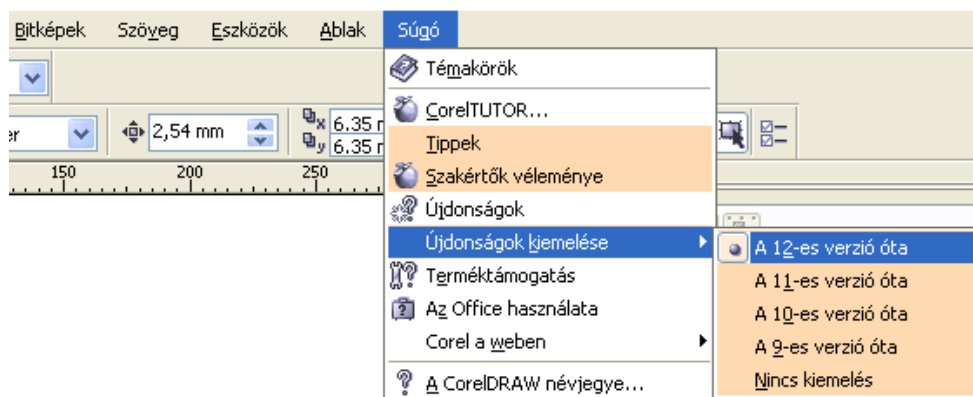 Bitképek Szöveg Eszközök Ablak Súgó
Témakörök
CorelTUTOR...
2,54 mm
x 6.35
y 6.35
Tippek
150 200 250
Szakértők véleménye
Újdonságok
Újdonságok kiemelése
A 12-es verzió óta
Terméktámogatás
A 11-es verzió óta
Az Office használata
A 10-es verzió óta
Corel a weben
A 9-es verzió óta
A CorelDRAW névjegye...
Nincs kiemelés